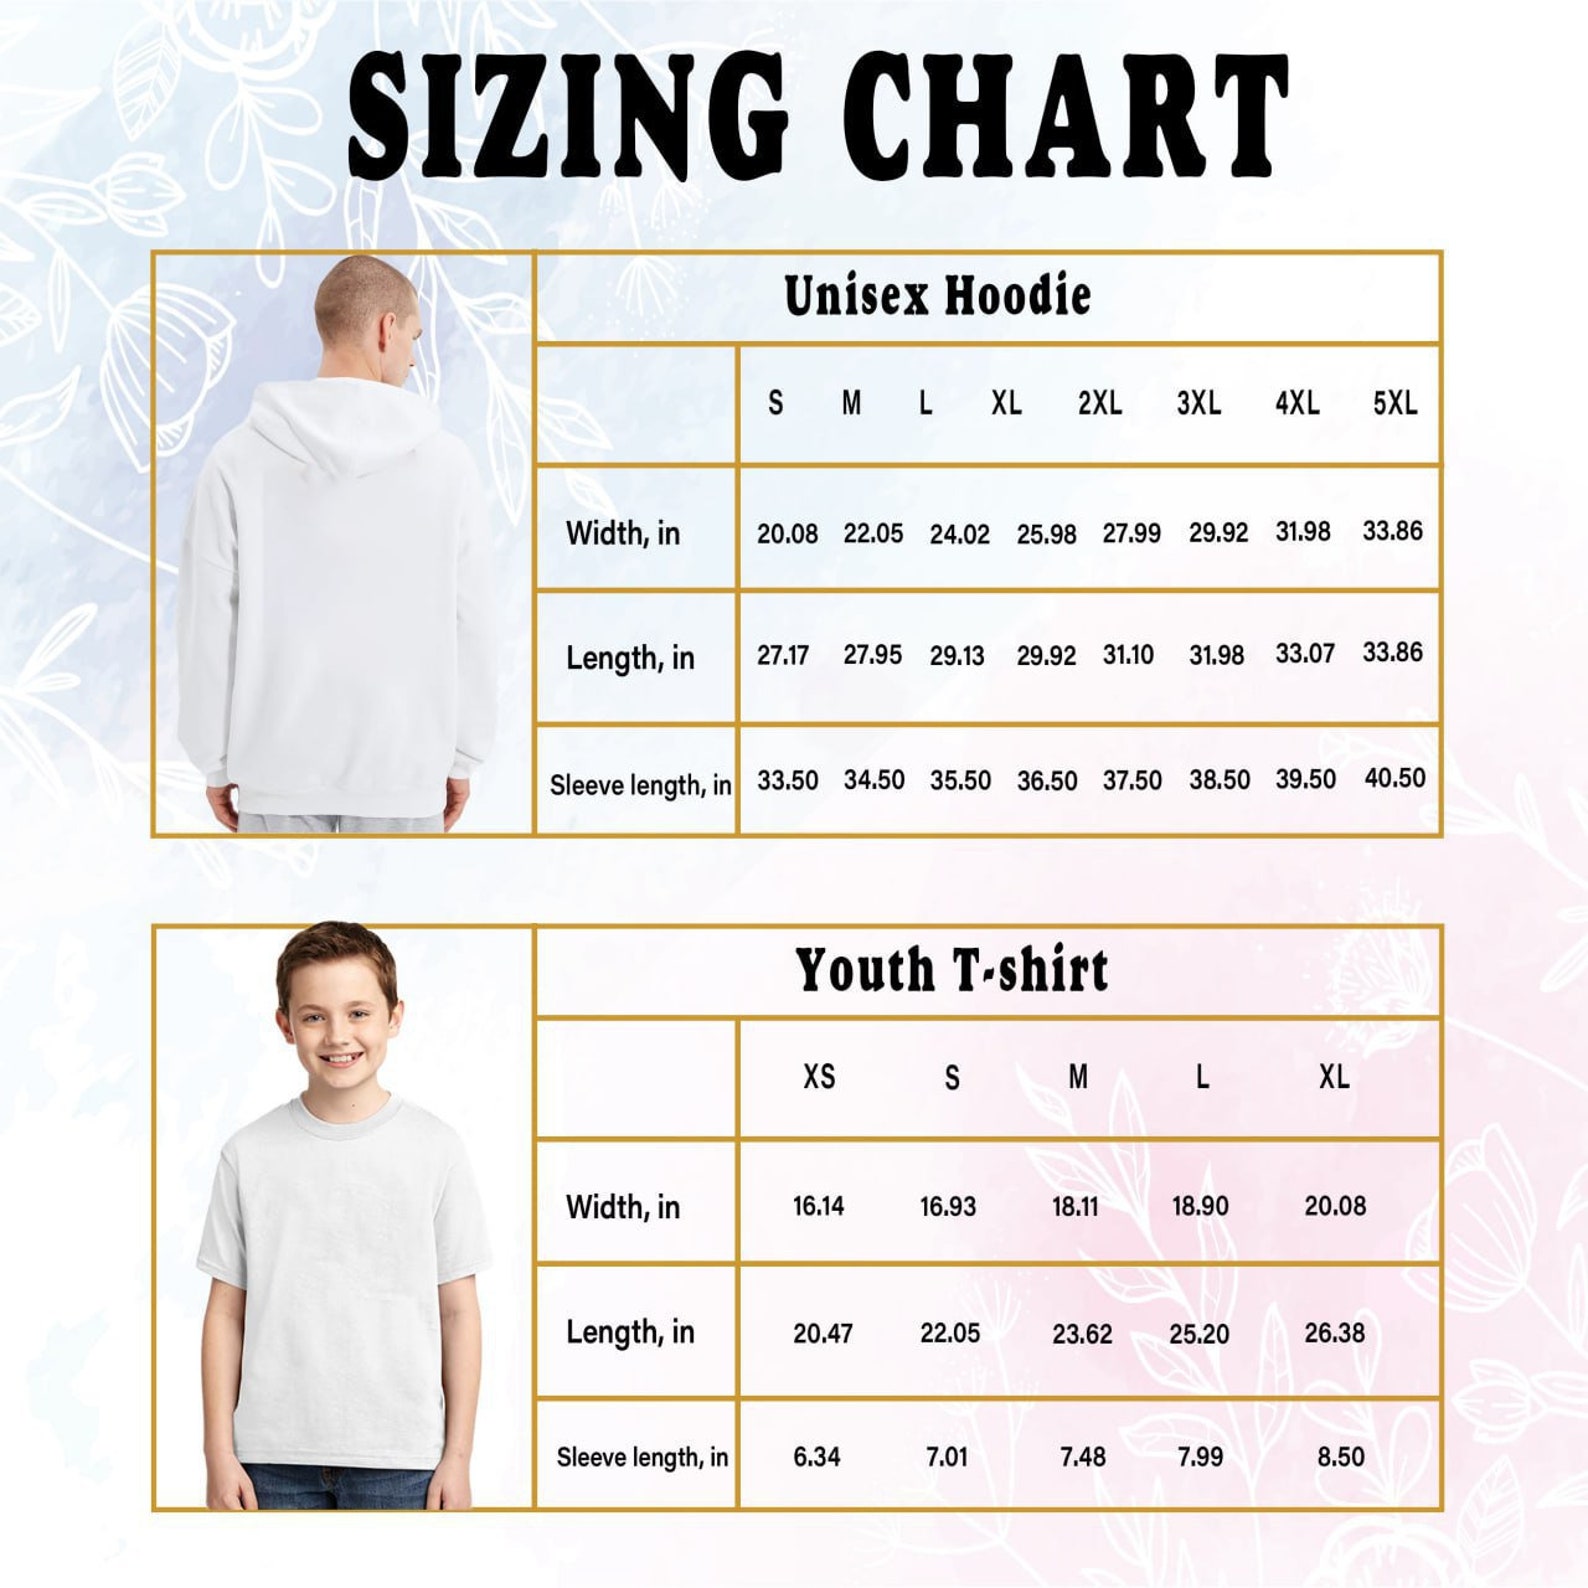 SIZING CHART
Unisex Hoodie
S M L XL 2XL 3XL 4XL 5XL
Width, in 20.08 22.05 24.02 25.98 27.99 29.92 31.98 33.86
Length, in 27.17 27.95 29.13 29.92 31.10 31.98 33.07 33.86
Sleeve length, in 33.50 34.50 35.50 36.50 37.50 38.50 39.50 40.50
Youth T-shirt
XS S M L XL
Width, in 16.14 16.93 18.11 18.90 20.08
Length, in 20.47 22.05 23.62 25.20 26.38
Sleeve length, in 6.34 7.01 7.48 7.99 8.50